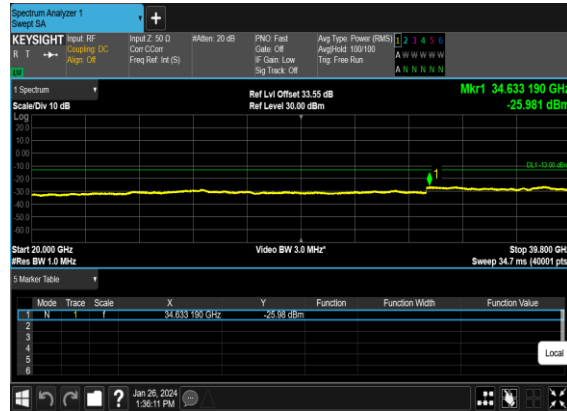 Spectrum Analyzer 1
Swept SA
+
KEYSIGHT Input: RF Input Z: 50 Ω #Atten: 20 dB PNO: Fast Avg Type: Power (RMS) 1 2 3 4 5 6
R T Coupling: DC Corr CCorr Gate: Off Avg|Hold: 100/100 A W W W W W
Align: Off Freq Ref: Int (S) IF Gain: Low Trig: Free Run
Sig Track: Off A N N N N N
1 Spectrum Ref Lvl Offset 33.55 dB Mkr1 34.633 190 GHz
Scale/Div 10 dB Ref Level 30.00 dBm -25.981 dBm
Log
20.0
10.0
0.00
-10.0 DL1 -13.00 dBm
-20.0 1
-30.0
-40.0
-50.0
-60.0
Start 20.000 GHz Video BW 3.0 MHz* Stop 39.800 GHz
#Res BW 1.0 MHz Sweep 34.7 ms (40001 pts)
5 Marker Table
Mode Trace Scale X Y Function Function Width Function Value
1 N 1 f 34.633 190 GHz -25.98 dBm
2
3
4
5
6
Local
? Jan 26, 2024
1:36:11 PM